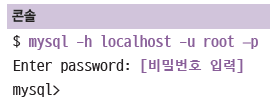 콘솔
$ mysql -h localhost -u root –p
Enter password: [비밀번호 입력]
mysql>